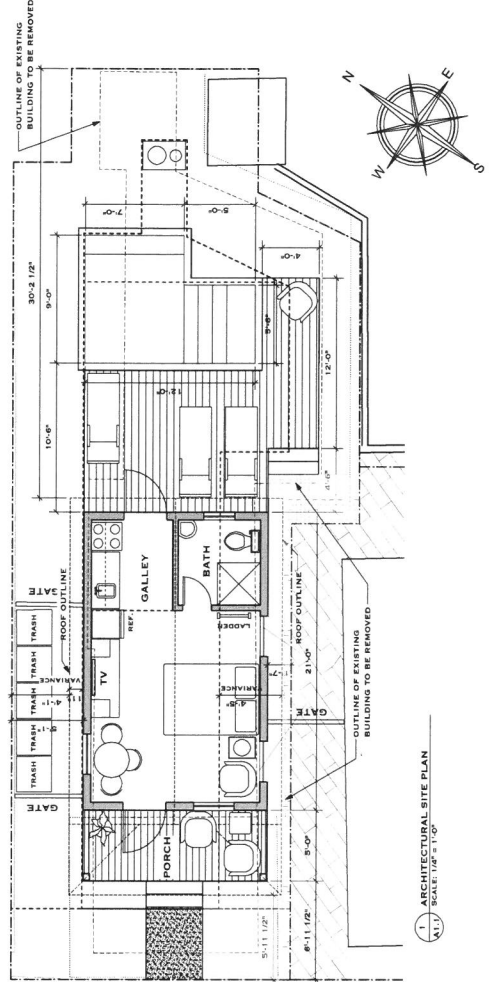 OUTLINE OF EXISTING
BUILDING TO BE REMOVED
N
E
W
S
30'-2 1/2"
9'-0"
10'-6"
7'-0"
5'-0"
4'-0"
5'-6"
12'-0"
12'-0"
4'-6"
GATE
ROOF OUTLINE
TRASH
TRASH
TRASH
TRASH
TRASH
VARIANCE
4'-1"
5'-1"
GATE
GALLEY
BATH
REF.
TV
LADDER
VARIANCE
4'-5"
ROOF OUTLINE
21'-0"
GATE
OUTLINE OF EXISTING
BUILDING TO BE REMOVED
PORCH
5'-0"
5'-11 1/2"
6'-11 1/2"
1
A1.1
ARCHITECTURAL SITE PLAN
SCALE: 1/4" = 1'-0"